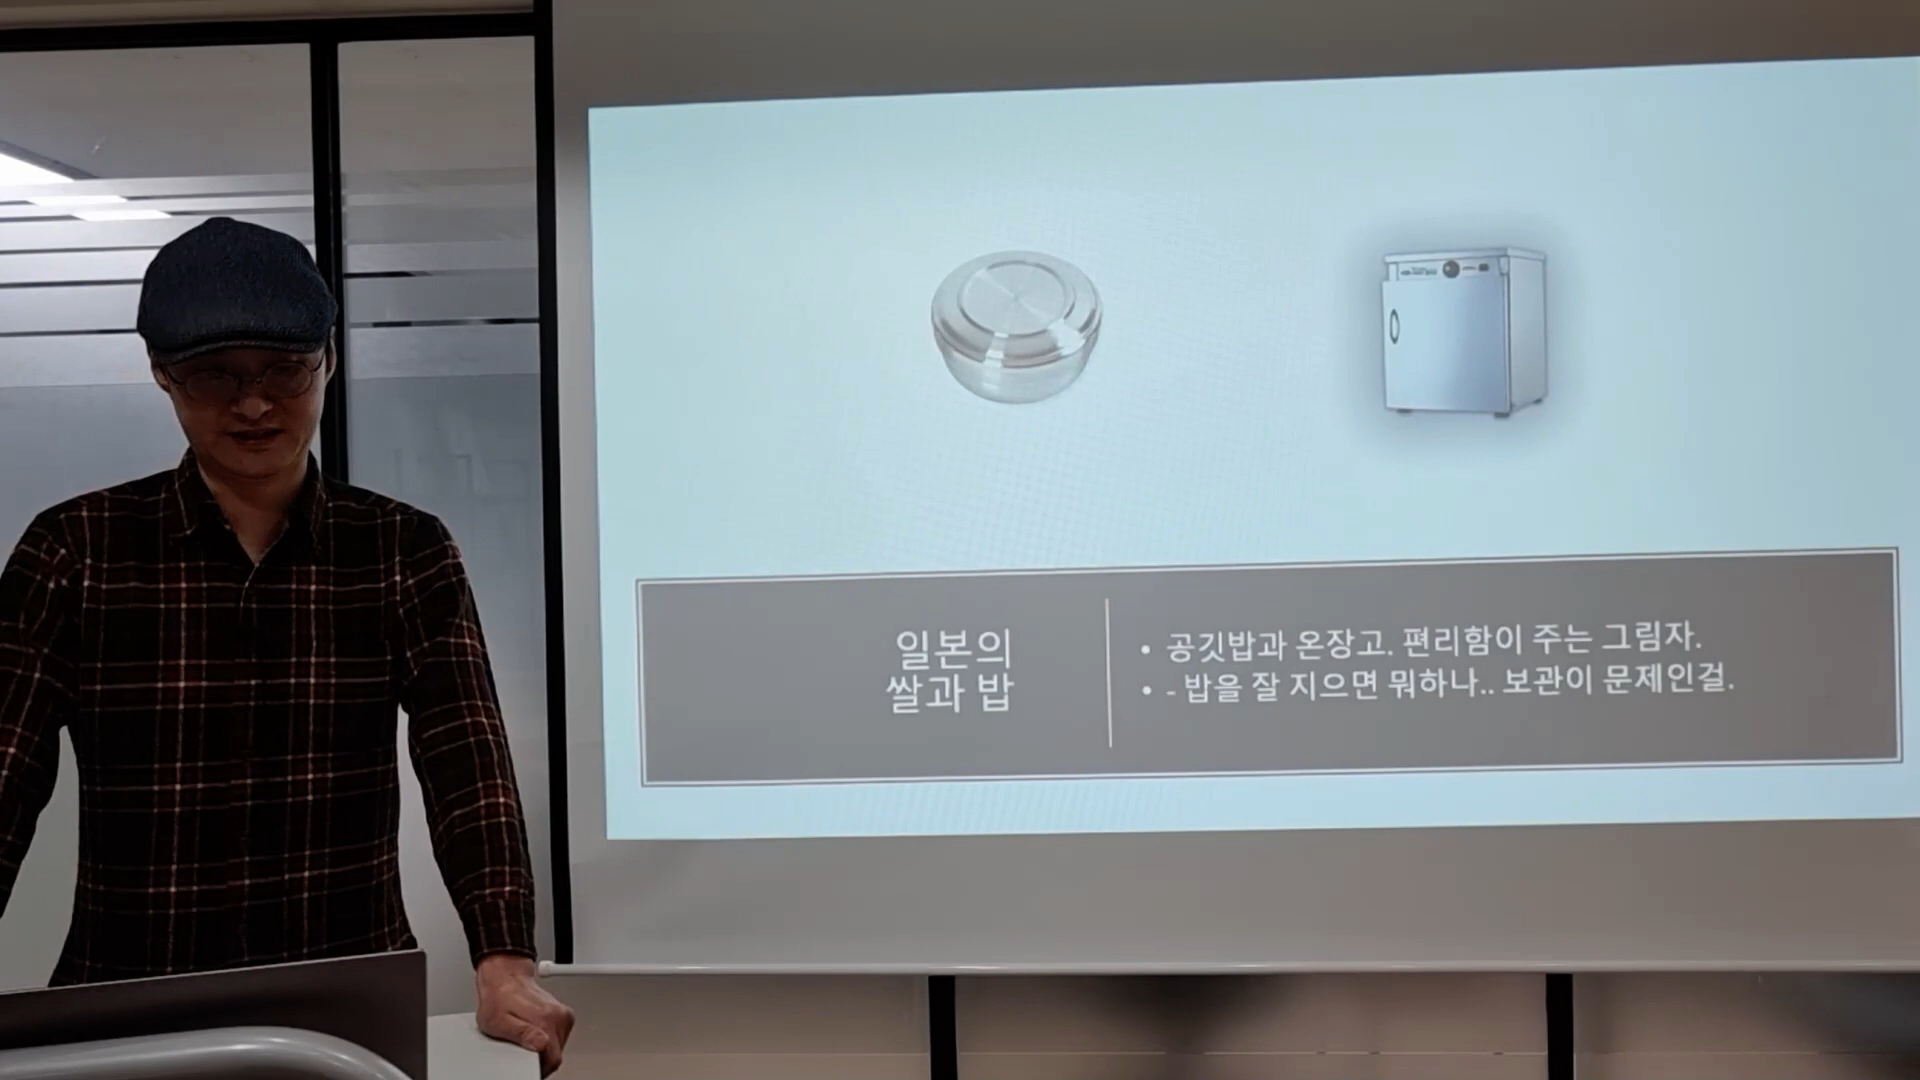 일본의
쌀과 밥
• 공깃밥과 온장고. 편리함이 주는 그림자.
• - 밥을 잘 지으면 뭐하나.. 보관이 문제인걸.